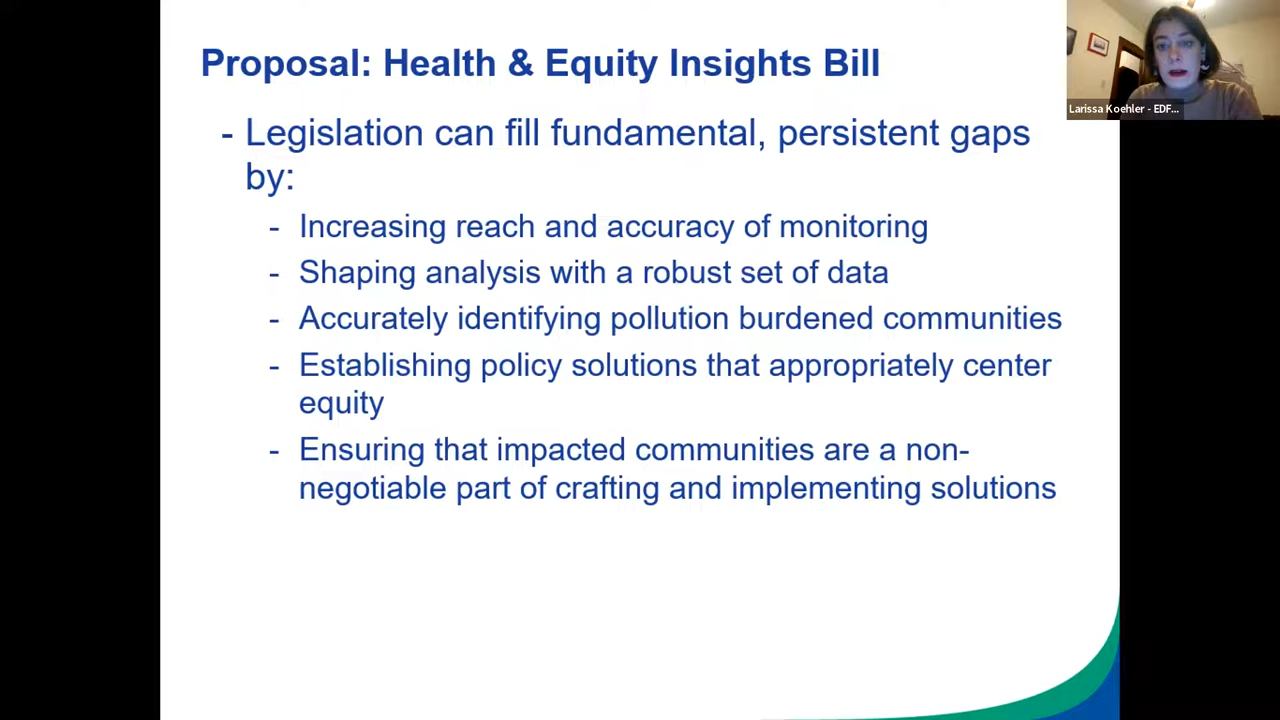 Proposal: Health & Equity Insights Bill
- Legislation can fill fundamental, persistent gaps
by:
- Increasing reach and accuracy of monitoring
- Shaping analysis with a robust set of data
- Accurately identifying pollution burdened communities
- Establishing policy solutions that appropriately center
equity
- Ensuring that impacted communities are a non-
negotiable part of crafting and implementing solutions
Larissa Koehler - EDF...